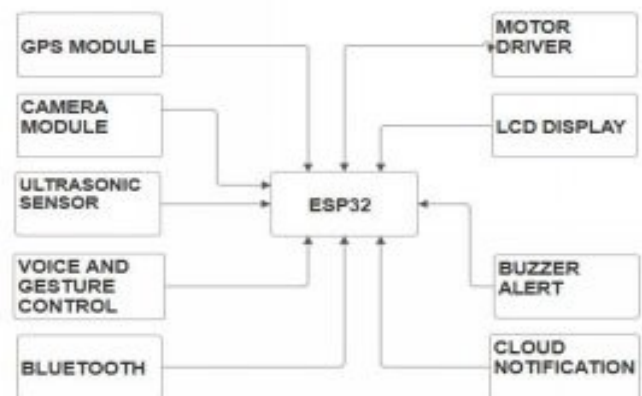 GPS MODULE
CAMERA
MODULE
ULTRASONIC
SENSOR
VOICE AND
GESTURE
CONTROL
BLUETOOTH
ESP32
MOTOR
DRIVER
LCD DISPLAY
BUZZER
ALERT
CLOUD
NOTIFICATION